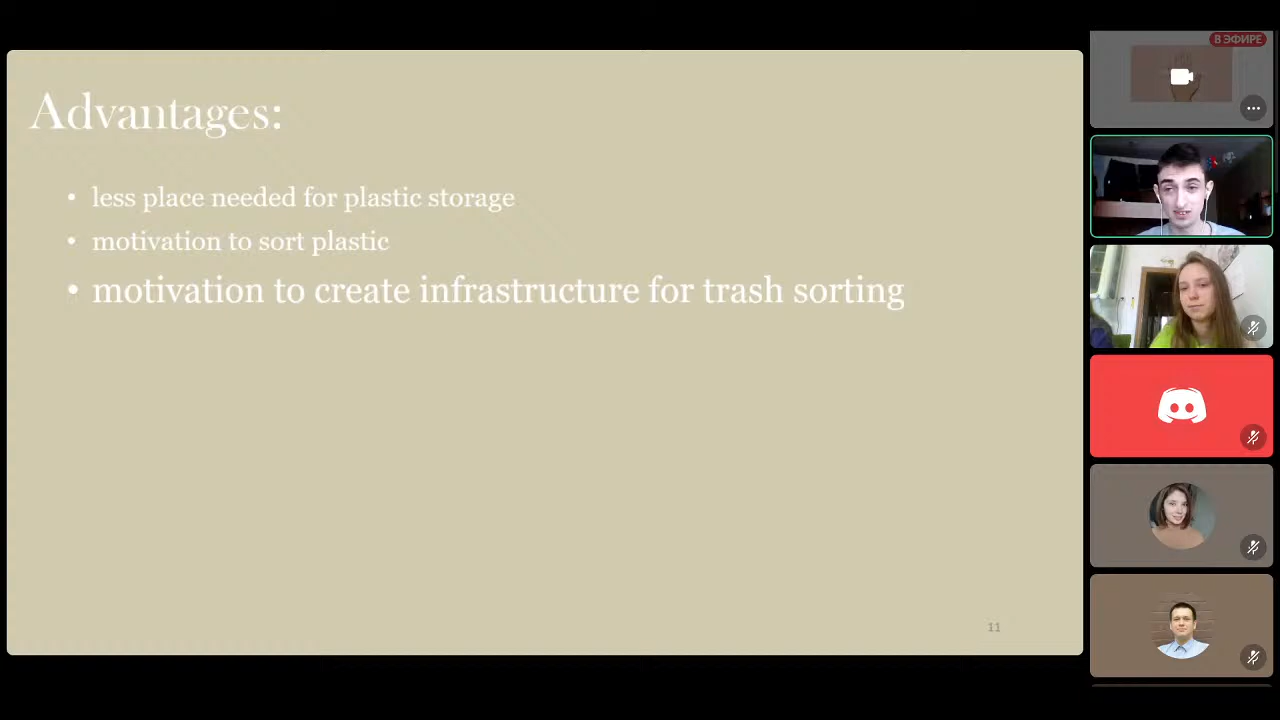 В ЭФИРЕ
Advantages:
• less place needed for plastic storage
• motivation to sort plastic
• motivation to create infrastructure for trash sorting
11